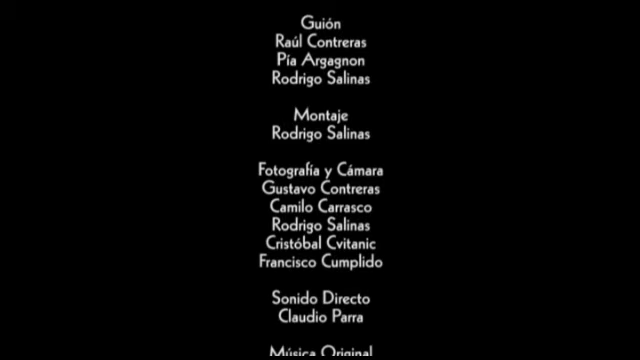 Guión
Raúl Contreras
Pía Argagnon
Rodrigo Salinas
Montaje
Rodrigo Salinas
Fotografía y Cámara
Gustavo Contreras
Camilo Carrasco
Rodrigo Salinas
Cristóbal Cvitanic
Francisco Cumplido
Sonido Directo
Claudio Parra
Música Original